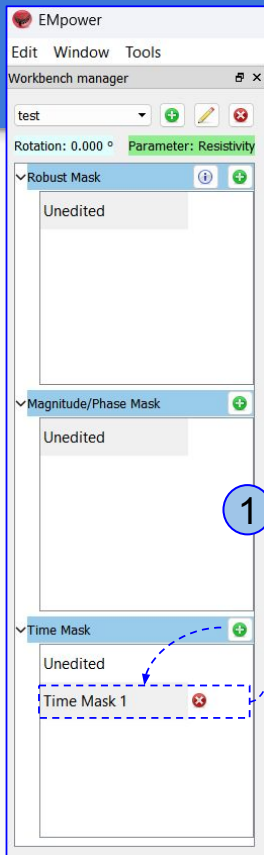 EMpower
Edit Window Tools
Workbench manager
test
Rotation: 0.000 º Parameter: Resistivity
Robust Mask
Unedited
Magnitude/Phase Mask
Unedited
1
Time Mask
Unedited
Time Mask 1